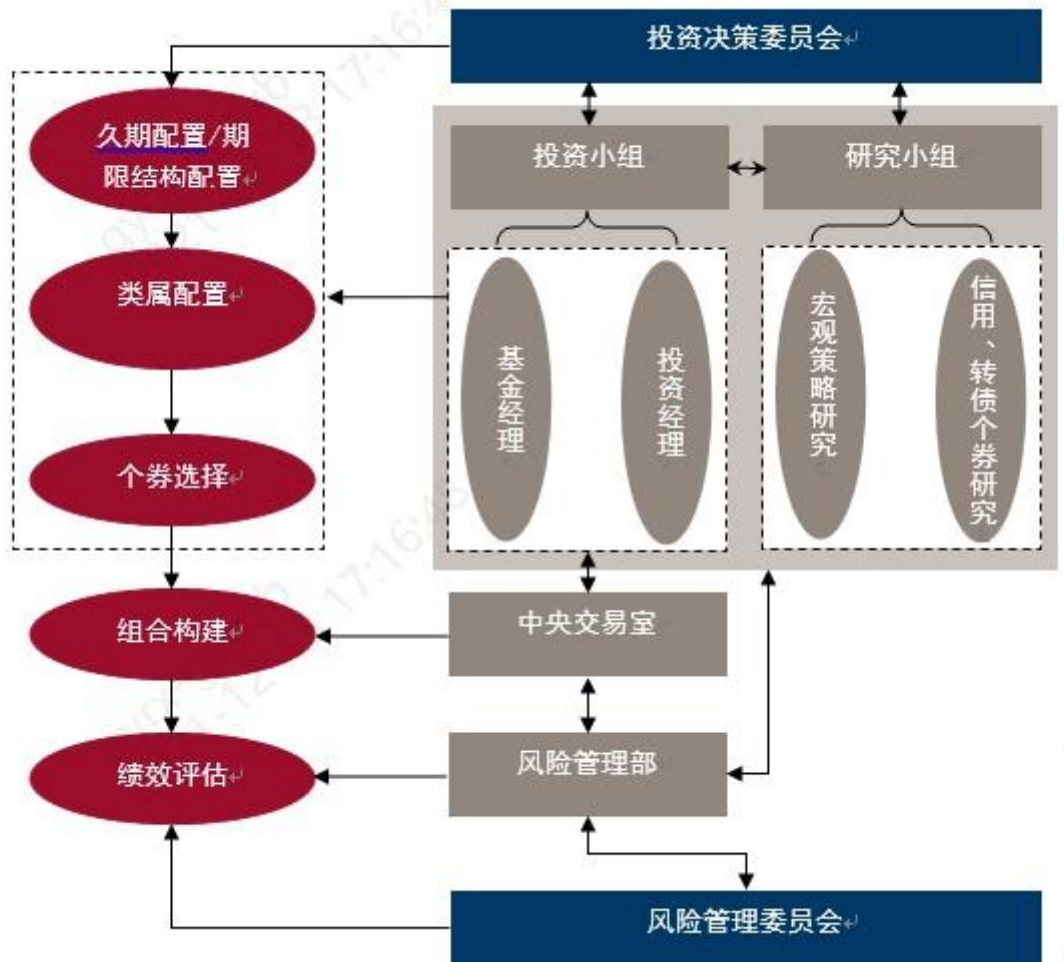 投资决策委员会
久期配置/期
限结构配置
投资小组
研究小组
类属配置
基金经理
投资经理
宏观策略研究
信用、转债个券研究
个券选择
组合构建
中央交易室
绩效评估
风险管理部
风险管理委员会